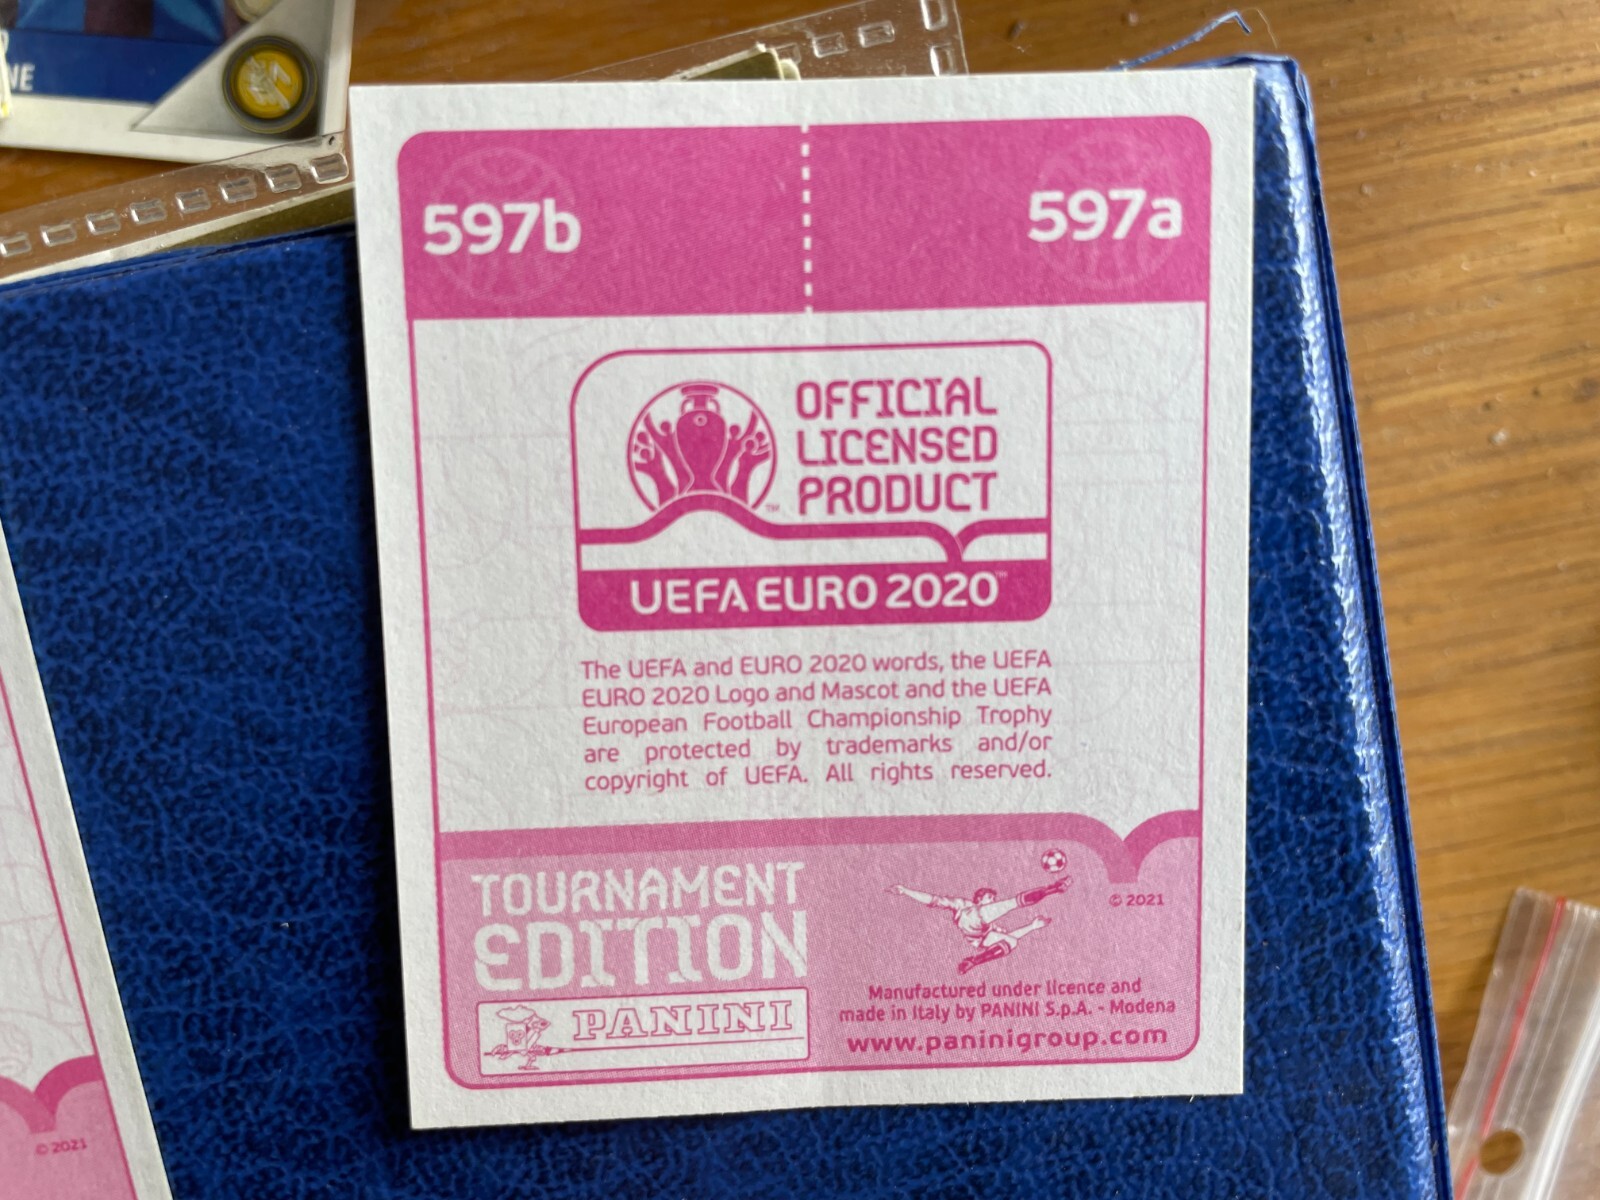 NE
597b 597a
OFFICIAL
LICENSED
PRODUCT
TM
UEFA EURO 2020™
The UEFA and EURO 2020 words, the UEFA
EURO 2020 Logo and Mascot and the UEFA
European Football Championship Trophy
are protected by trademarks and/or
copyright of UEFA. All rights reserved.
TOURNAMENT
EDITION
PANINI
© 2021
Manufactured under licence and
made in Italy by PANINI S.p.A. - Modena
www.paninigroup.com
© 2021